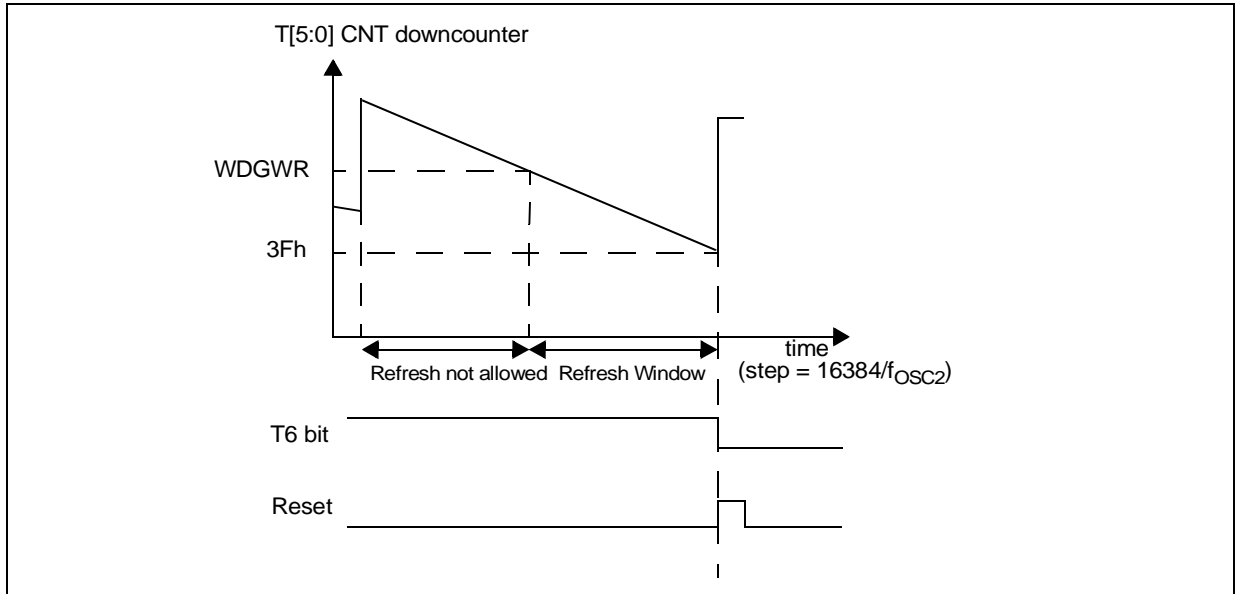 T[5:0] CNT downcounter
WDGWR
3Fh
time
Refresh not allowed Refresh Window (step = 16384/fOSC2)
T6 bit
Reset